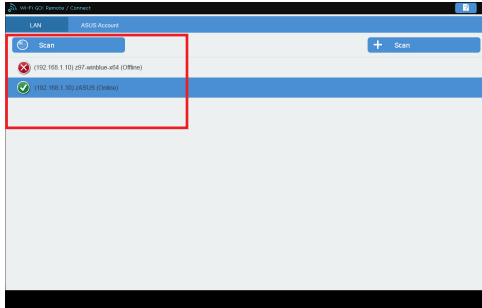 Wi-Fi GO! Remote / Connect
LAN ASUS Account
Scan Scan
(192.168.1.10) z97-winblue-x64 (Offline)
(192.168.1.10) zASUS (Online)